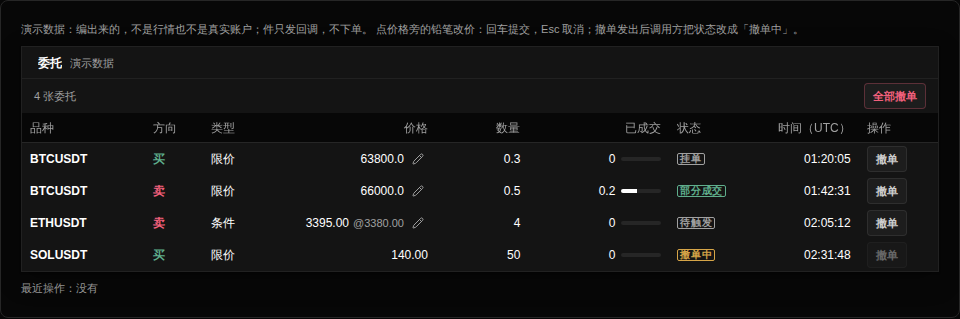 演示数据：编出来的，不是行情也不是真实账户；件只发回调，不下单。 点价格旁的铅笔改价：回车提交，Esc 取消；撤单发出后调用方把状态改成「撤单中」。
委托 演示数据
4 张委托 全部撤单
品种 方向 类型 价格 数量 已成交 状态 时间（UTC） 操作
BTCUSDT 买 限价 63800.0 0.3 0 挂单 01:20:05 撤单
BTCUSDT 卖 限价 66000.0 0.5 0.2 部分成交 01:42:31 撤单
ETHUSDT 卖 条件 3395.00 @3380.00 4 0 待触发 02:05:12 撤单
SOLUSDT 买 限价 140.00 50 0 撤单中 02:31:48 撤单
最近操作：没有